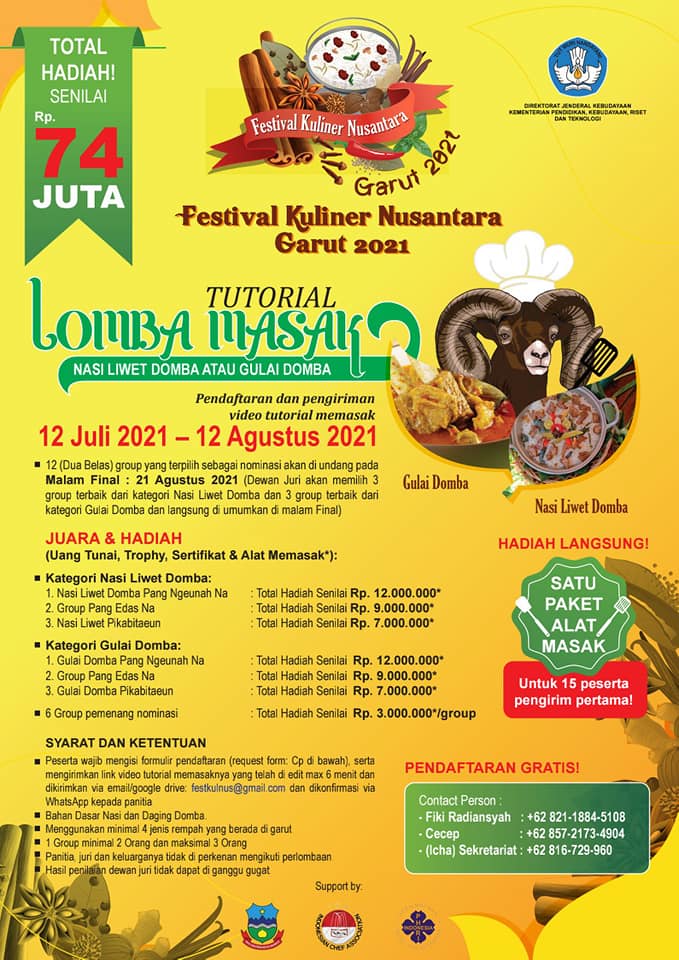 TOTAL
HADIAH!
SENILAI
Rp.
74
JUTA
Festival Kuliner Nusantara
Garut 2021
DIREKTORAT JENDERAL KEBUDAYAAN
KEMENTERIAN PENDIDIKAN, KEBUDAYAAN, RISET
DAN TEKNOLOGI
Festival Kuliner Nusantara
Garut 2021
TUTORIAL
LOMBA MASAK
NASI LIWET DOMBA ATAU GULAI DOMBA
Pendaftaran dan pengiriman
video tutorial memasak
12 Juli 2021 – 12 Agustus 2021
12 (Dua Belas) group yang terpilih sebagai nominasi akan di undang pada
Malam Final : 21 Agustus 2021 (Dewan Juri akan memilih 3
group terbaik dari kategori Nasi Liwet Domba dan 3 group terbaik dari
kategori Gulai Domba dan langsung di umumkan di malam Final)
Gulai Domba
Nasi Liwet Domba
JUARA & HADIAH
(Uang Tunai, Trophy, Sertifikat & Alat Memasak*):
Kategori Nasi Liwet Domba:
1. Nasi Liwet Domba Pang Ngeunah Na : Total Hadiah Senilai Rp. 12.000.000*
2. Group Pang Edas Na : Total Hadiah Senilai Rp. 9.000.000*
3. Nasi Liwet Pikabitaeun : Total Hadiah Senilai Rp. 7.000.000*
Kategori Gulai Domba:
1. Gulai Domba Pang Ngeunah Na : Total Hadiah Senilai Rp. 12.000.000*
2. Group Pang Edas Na : Total Hadiah Senilai Rp. 9.000.000*
3. Gulai Domba Pikabitaeun : Total Hadiah Senilai Rp. 7.000.000*
6 Group pemenang nominasi : Total Hadiah Senilai Rp. 3.000.000*/group
HADIAH LANGSUNG!
SATU
PAKET
ALAT
MASAK
Untuk 15 peserta
pengirim pertama!
SYARAT DAN KETENTUAN
Peserta wajib mengisi formulir pendaftaran (request form: Cp di bawah), serta
mengirimkan link video tutorial memasaknya yang telah di edit max 6 menit dan
dikirimkan via email/google drive: festkulnus@gmail.com dan dikonfirmasi via
WhatsApp kepada panitia
Bahan Dasar Nasi dan Daging Domba.
Menggunakan minimal 4 jenis rempah yang berada di garut
1 Group minimal 2 Orang dan maksimal 3 Orang
Panitia, juri dan keluarganya tidak di perkenan mengikuti perlombaan.
Hasil penilaian dewan juri tidak dapat di ganggu gugat
PENDAFTARAN GRATIS!
Contact Person :
- Fiki Radiansyah : +62 821-1884-5108
- Cecep : +62 857-2173-4904
- (Icha) Sekretariat : +62 816-729-960
Support by:
INDONESIAN CHEF ASSOCIATION
PHRI
INDONESIA